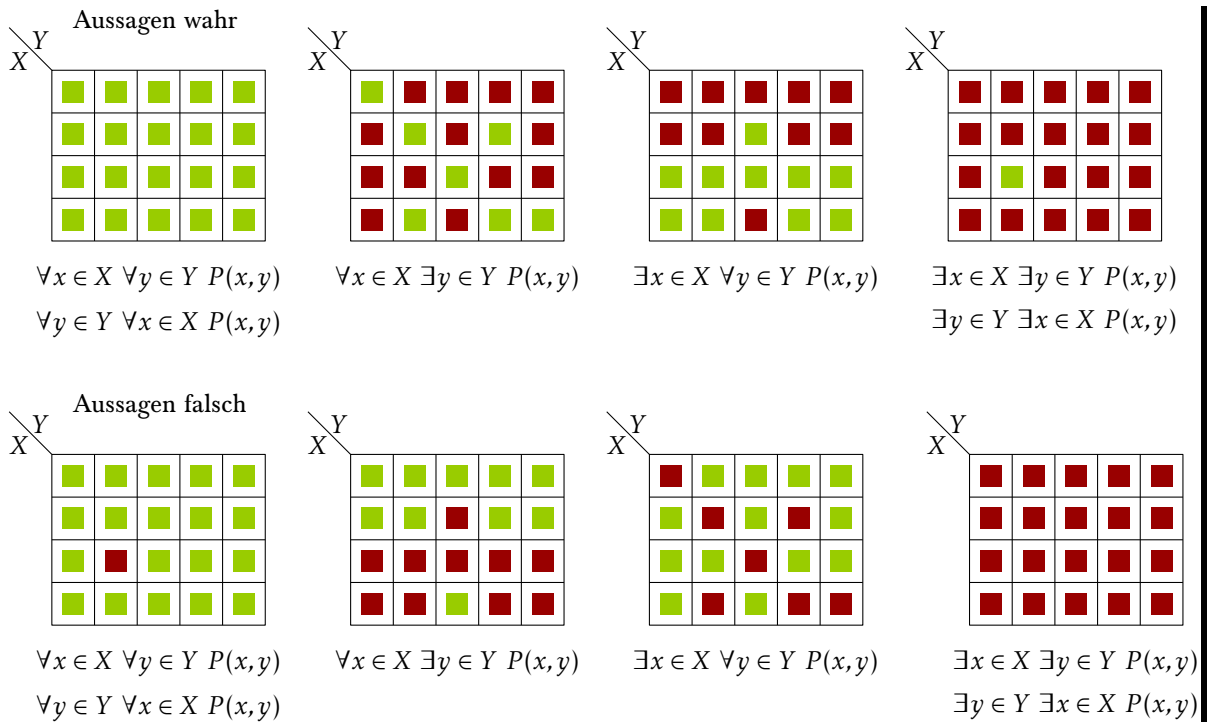 Aussagen wahr
Y
X
Y
X
Y
X
Y
X
∀x ∈ X ∀y ∈ Y P(x, y)
∀y ∈ Y ∀x ∈ X P(x, y)
∀x ∈ X ∃y ∈ Y P(x, y)
∃x ∈ X ∀y ∈ Y P(x, y)
∃x ∈ X ∃y ∈ Y P(x, y)
∃y ∈ Y ∃x ∈ X P(x, y)
Aussagen falsch
Y
X
Y
X
Y
X
Y
X
∀x ∈ X ∀y ∈ Y P(x, y)
∀y ∈ Y ∀x ∈ X P(x, y)
∀x ∈ X ∃y ∈ Y P(x, y)
∃x ∈ X ∀y ∈ Y P(x, y)
∃x ∈ X ∃y ∈ Y P(x, y)
∃y ∈ Y ∃x ∈ X P(x, y)